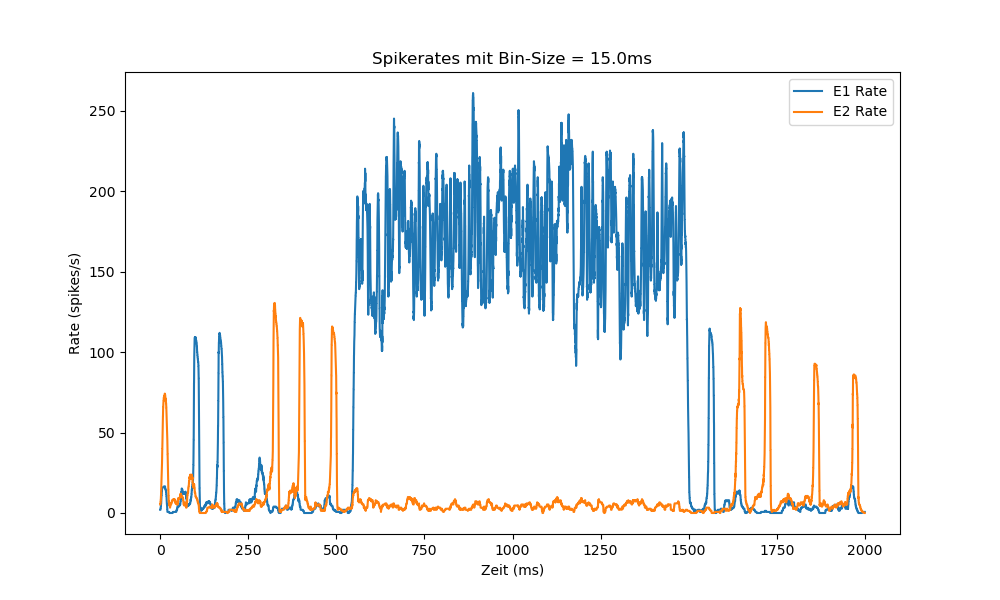 Spikerates mit Bin-Size = 15.0ms
E1 Rate
E2 Rate
250
200
150
100
50
0
Rate (spikes/s)
0 250 500 750 1000 1250 1500 1750 2000
Zeit (ms)